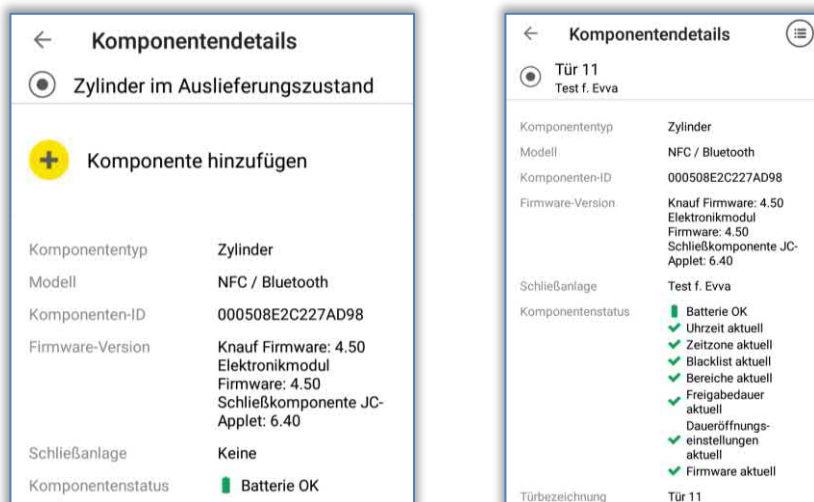 Komponentendetails
Zylinder im Auslieferungszustand
Komponente hinzufügen
Komponententyp Zylinder
Modell NFC / Bluetooth
Komponenten-ID 000508E2C227AD98
Firmware-Version Knauf Firmware: 4.50
Elektronikmodul
Firmware: 4.50
Schließkomponente JC-
Applet: 6.40
Schließanlage Keine
Komponentenstatus Batterie OK
Komponentendetails
Tür 11
Test f. Evva
Komponententyp Zylinder
Modell NFC / Bluetooth
Komponenten-ID 000508E2C227AD98
Firmware-Version Knauf Firmware: 4.50
Elektronikmodul
Firmware: 4.50
Schließkomponente JC-
Applet: 6.40
Schließanlage Test f. Evva
Komponentenstatus Batterie OK
Uhrzeit aktuell
Zeitzone aktuell
Blacklist aktuell
Bereiche aktuell
Freigabedauer
aktuell
Daueröffnungs-
einstellungen
aktuell
Firmware aktuell
Türbezeichnung Tür 11